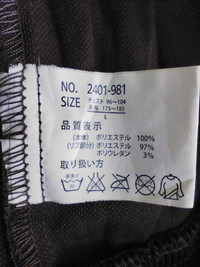 NO. 2401-981
SIZE
チェスト 96〜104
身長 175〜185
L
品質表示
(本体) ポリエステル 100%
(リブ部分) ポリエステル 97%
ポリウレタン 3%
取り扱い方